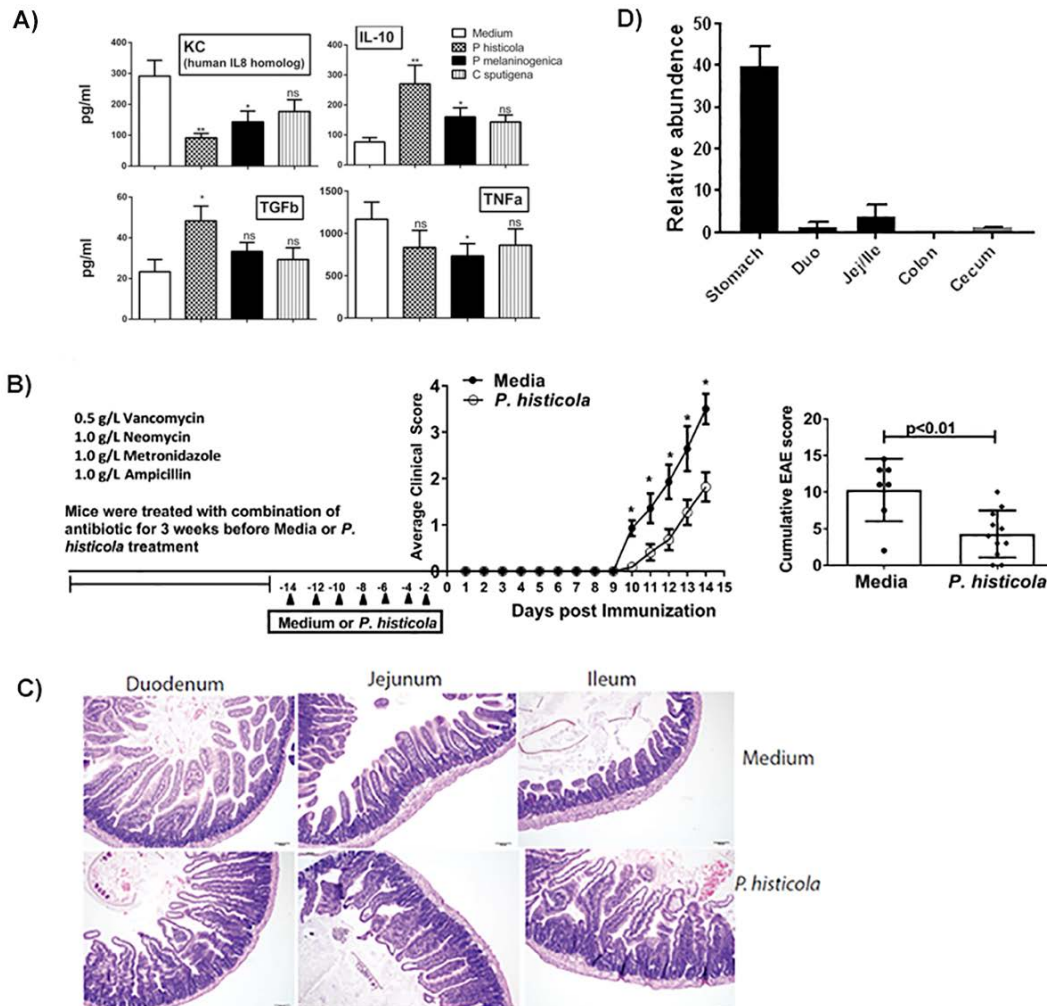 A)
KC
(human IL8 homolog)
400
300
200
100
0
pg/ml
**
*
ns
IL-10
Medium
P histicola
P melaninogenica
C sputigena
400
300
200
100
0
**
*
ns
TGFb
60
40
20
0
pg/ml
*
ns
ns
TNFa
1500
1000
500
0
ns
*
ns
D)
Relative abundance
50
40
30
20
10
0
Stomach
Duo
Jej/Ile
Colon
Cecum
B)
0.5 g/L Vancomycin
1.0 g/L Neomycin
1.0 g/L Metronidazole
1.0 g/L Ampicillin
Mice were treated with combination of
antibiotic for 3 weeks before Media or P.
histicola treatment
-14 -12 -10 -8 -6 -4 -2
Medium or P. histicola
Media
P. histicola
Average Clinical Score
4
3
2
1
0
* * * * *
0 1 2 3 4 5 6 7 8 9 10 11 12 13 14 15
Days post Immunization
Cumulative EAE score
20
15
10
5
0
p<0.01
Media
P. histicola
C)
Duodenum
Jejunum
Ileum
Medium
P. histicola